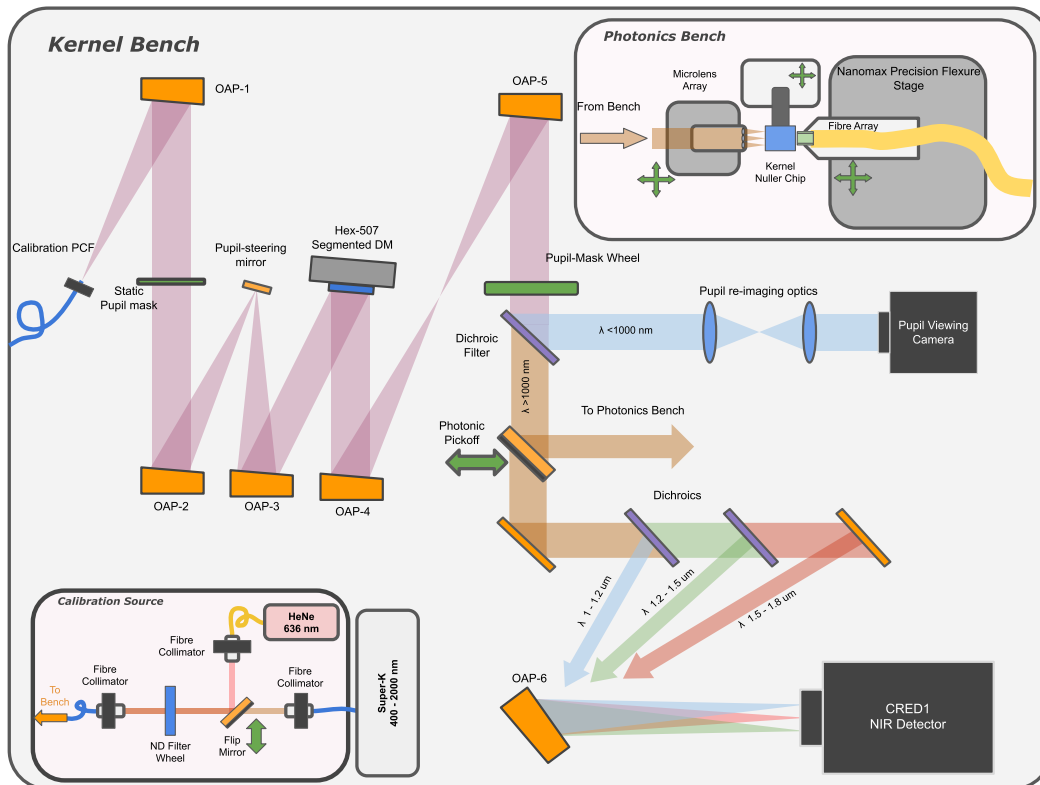 Kernel Bench
OAP-1
OAP-5
Photonics Bench
Microlens
Array
Nanomax Precision Flexure
Stage
From Bench
Fibre Array
Kernel
Nuller Chip
Calibration PCF
Pupil-steering
mirror
Hex-507
Segmented DM
Static
Pupil mask
Pupil-Mask Wheel
Pupil re-imaging optics
Dichroic
Filter
λ <1000 nm
Pupil Viewing
Camera
λ >1000 nm
To Photonics Bench
Photonic
Pickoff
OAP-2
OAP-3
OAP-4
Dichroics
λ 1 - 1.2 um
λ 1.2 - 1.5 um
λ 1.5 - 1.8 um
OAP-6
CRED1
NIR Detector
Calibration Source
HeNe
636 nm
Fibre
Collimator
Fibre
Collimator
Fibre
Collimator
To
Bench
ND Filter
Wheel
Flip
Mirror
Super-K
400 - 2000 nm